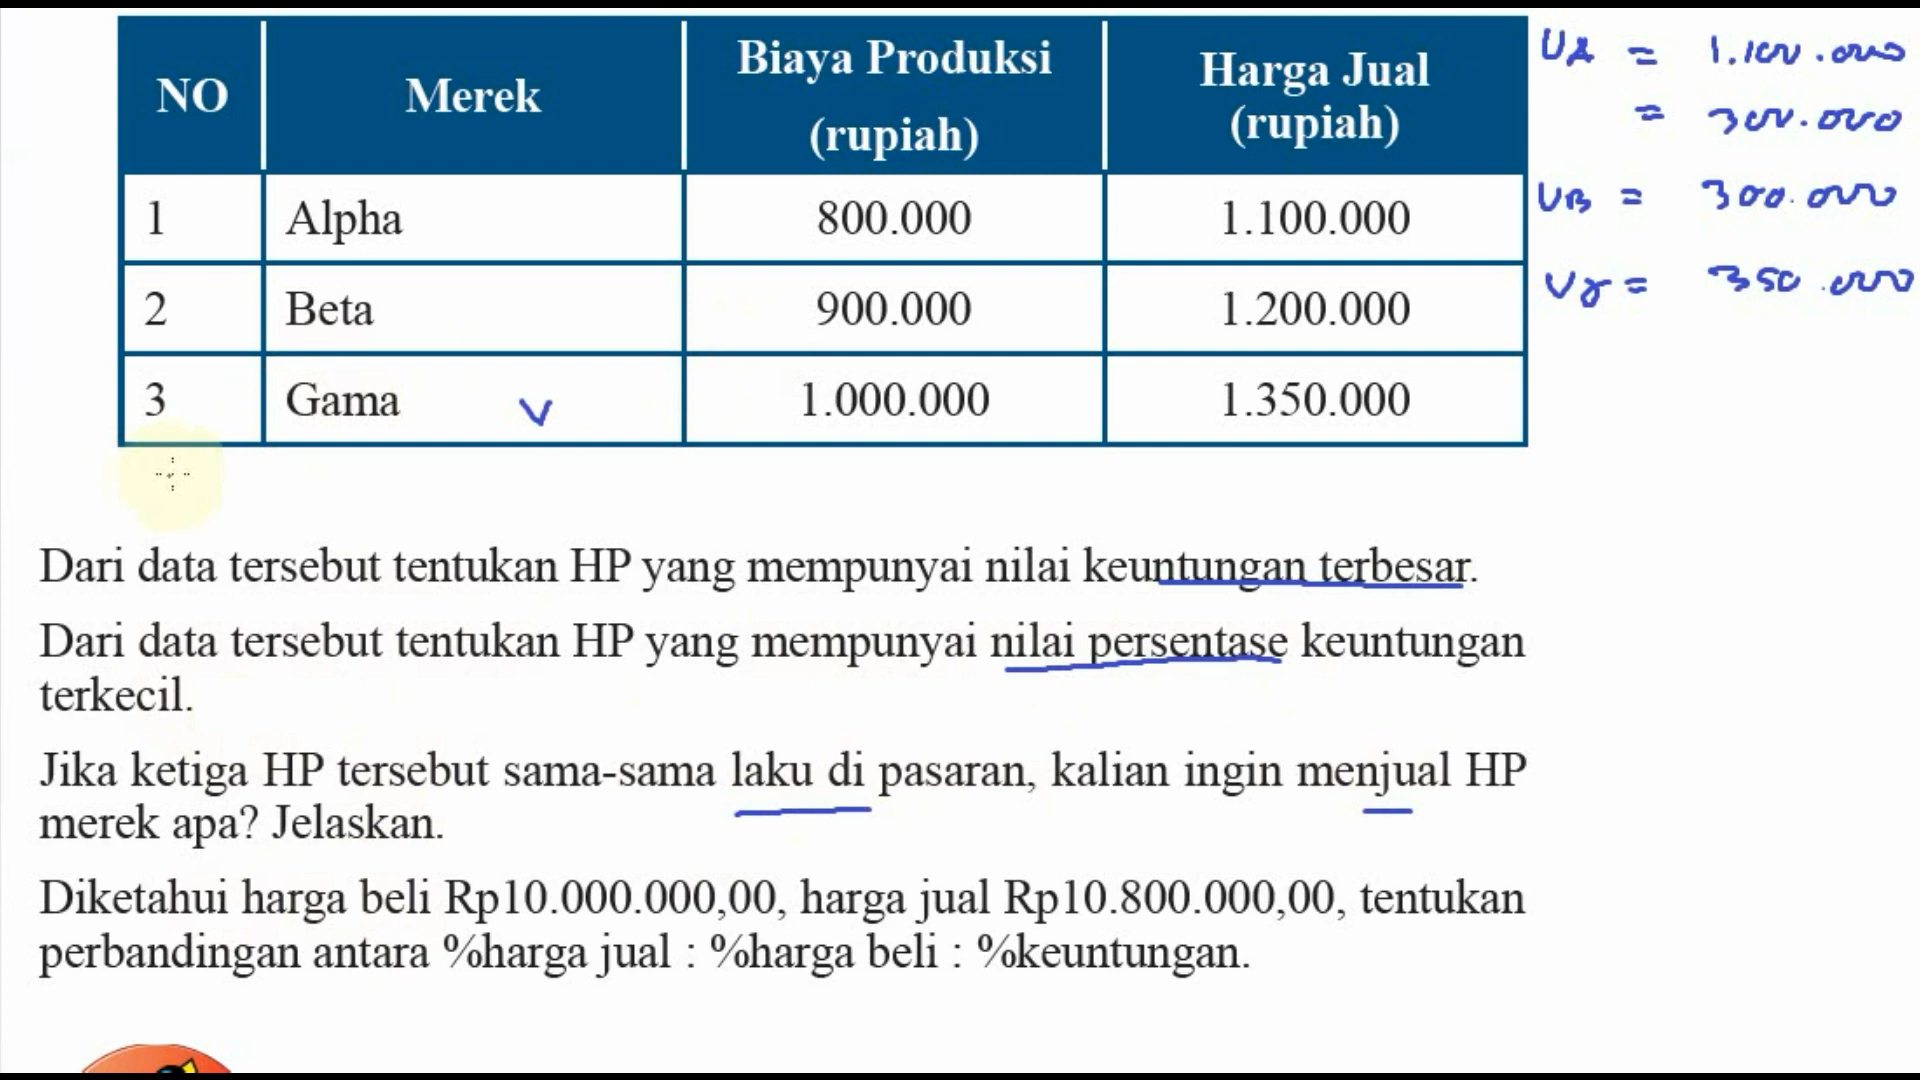 NO Merek Biaya Produksi (rupiah) Harga Jual (rupiah)
1 Alpha 800.000 1.100.000
2 Beta 900.000 1.200.000
3 Gama V 1.000.000 1.350.000
UA = 1.100.000
= 300.000
UB = 300.000
Uγ = 350.000
Dari data tersebut tentukan HP yang mempunyai nilai keuntungan terbesar.
Dari data tersebut tentukan HP yang mempunyai nilai persentase keuntungan
terkecil.
Jika ketiga HP tersebut sama-sama laku di pasaran, kalian ingin menjual HP
merek apa? Jelaskan.
Diketahui harga beli Rp10.000.000,00, harga jual Rp10.800.000,00, tentukan
perbandingan antara %harga jual : %harga beli : %keuntungan.